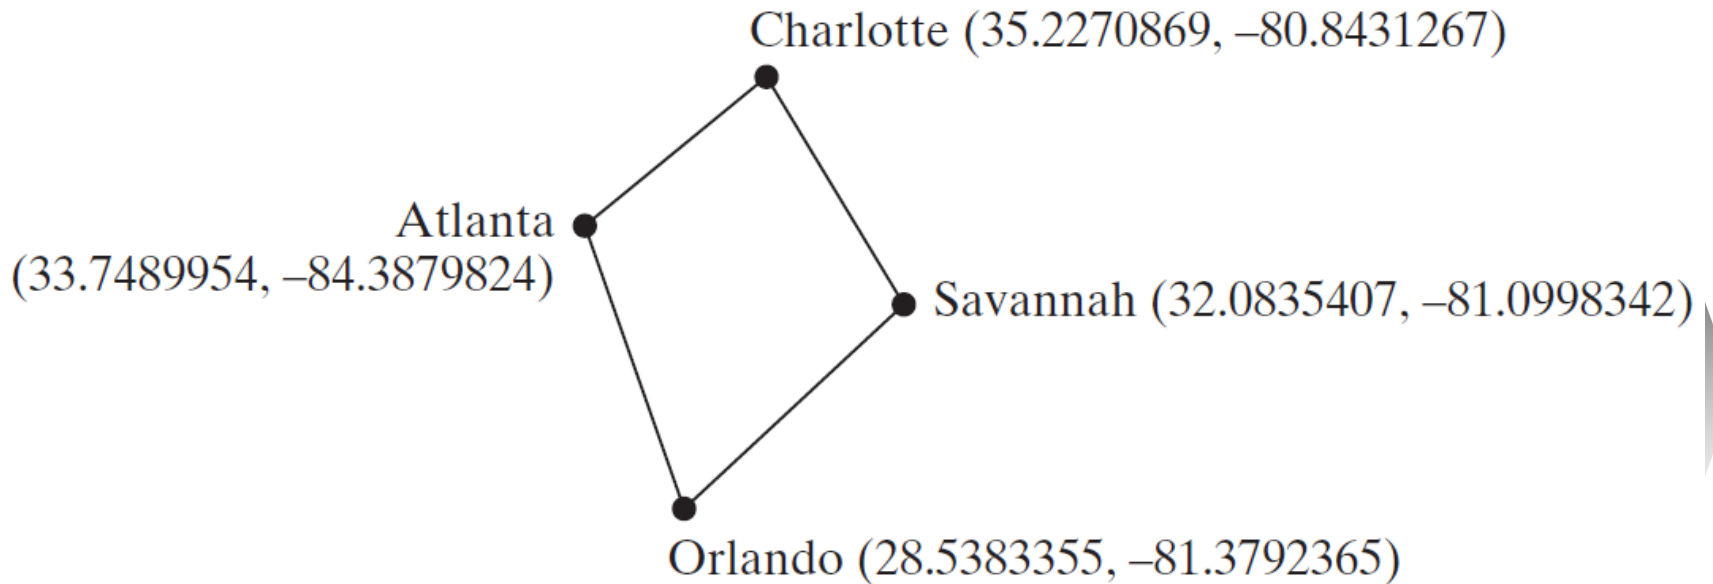 Charlotte (35.2270869, –80.8431267)
Atlanta
(33.7489954, –84.3879824)
Savannah (32.0835407, –81.0998342)
Orlando (28.5383355, –81.3792365)